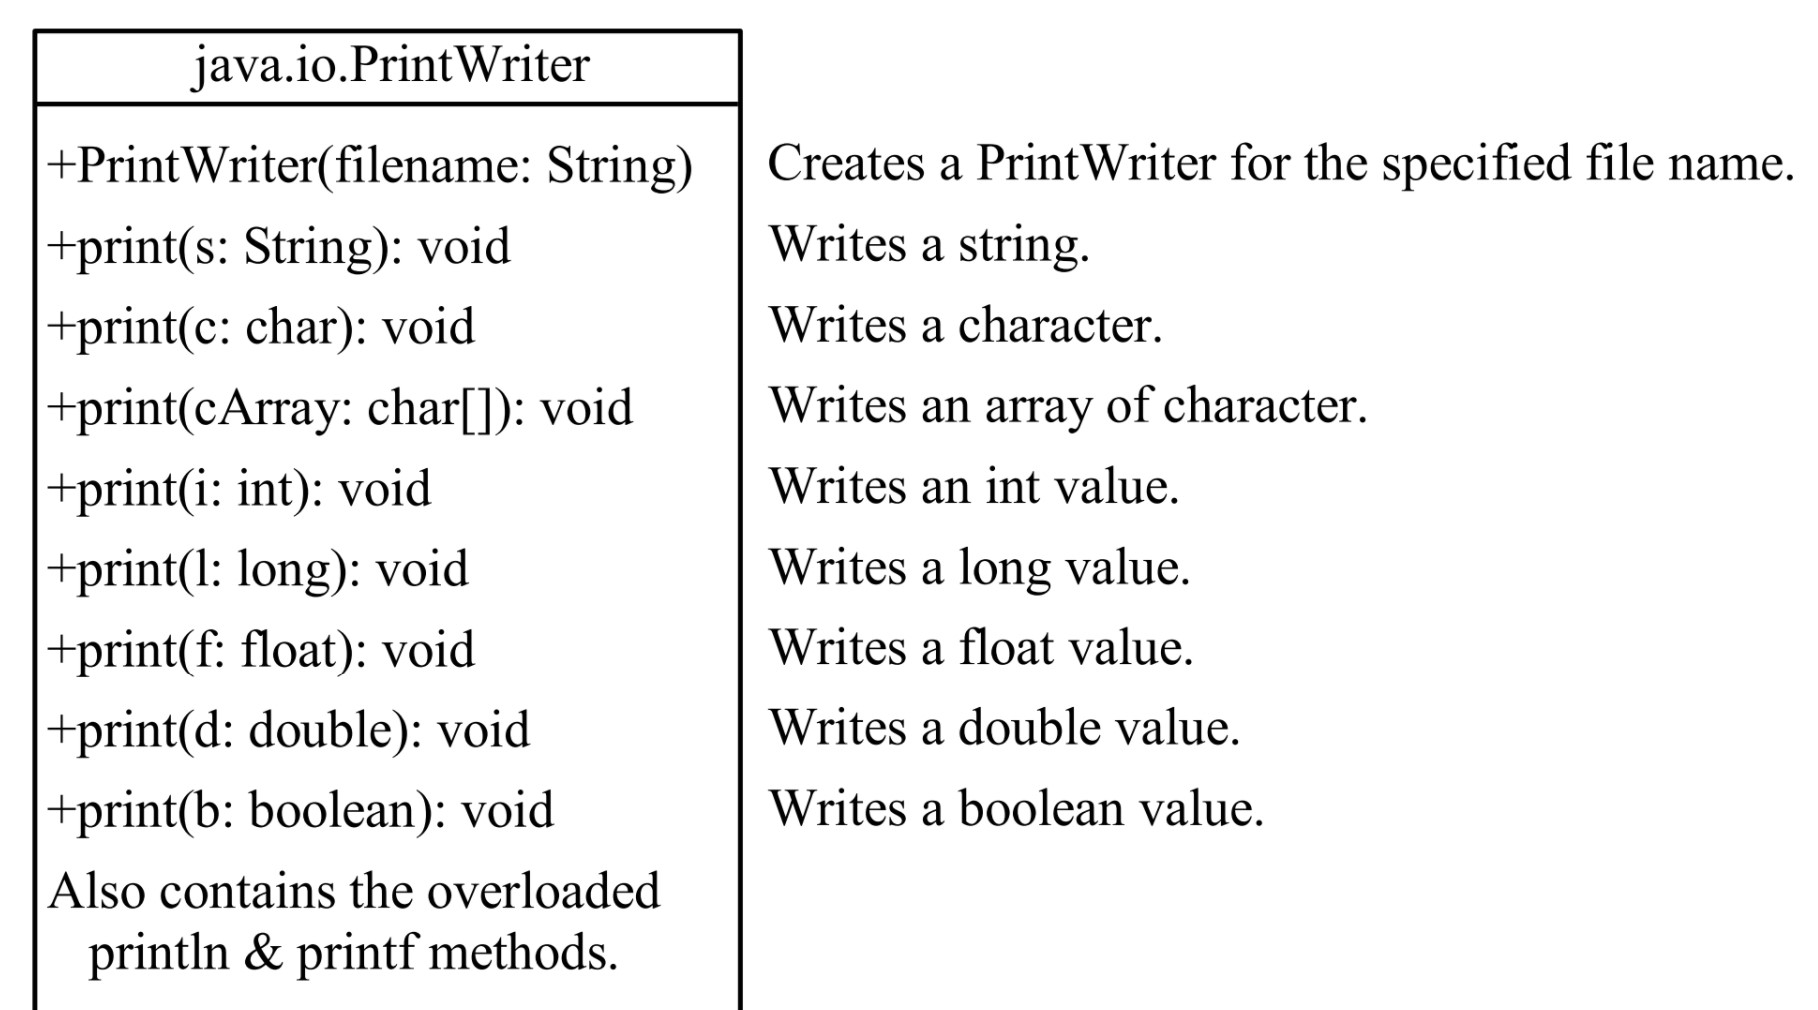 java.io.PrintWriter
+PrintWriter(filename: String) Creates a PrintWriter for the specified file name.
+print(s: String): void Writes a string.
+print(c: char): void Writes a character.
+print(cArray: char[]): void Writes an array of character.
+print(i: int): void Writes an int value.
+print(l: long): void Writes a long value.
+print(f: float): void Writes a float value.
+print(d: double): void Writes a double value.
+print(b: boolean): void Writes a boolean value.
Also contains the overloaded
println & printf methods.